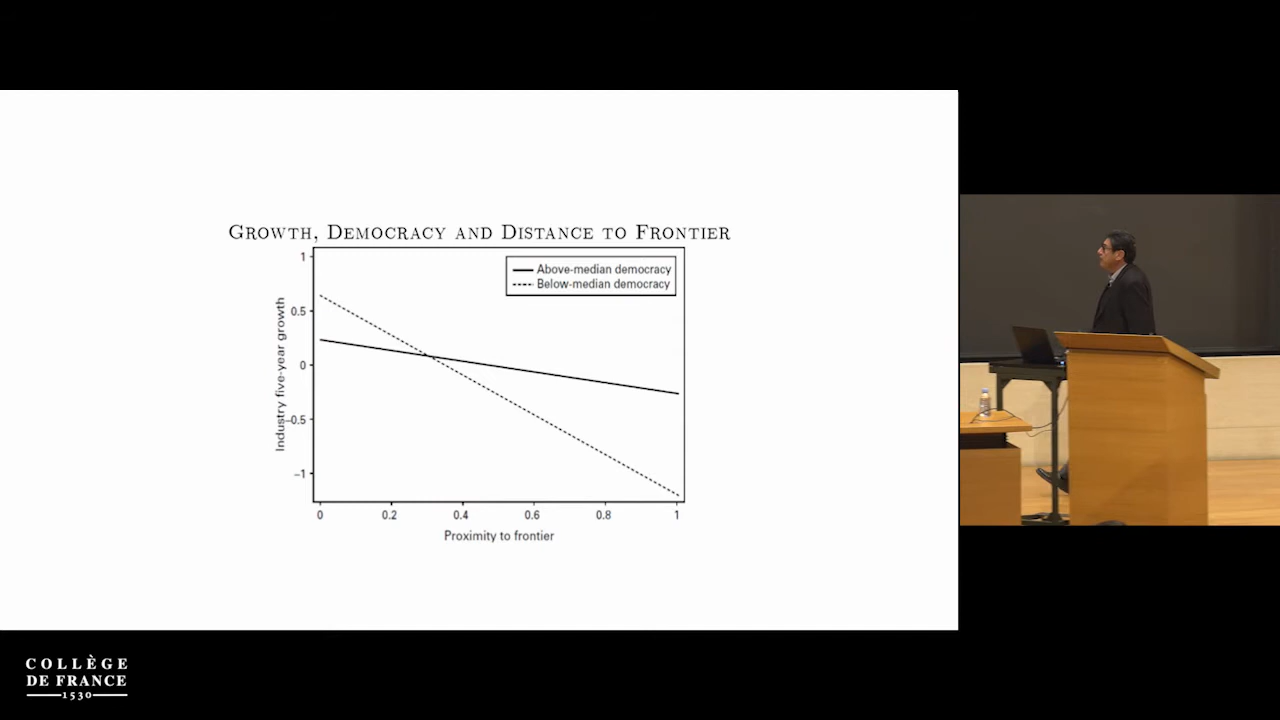 GROWTH, DEMOCRACY AND DISTANCE TO FRONTIER
1
0.5
0
-0.5
-1
Industry five-year growth
Above-median democracy
Below-median democracy
0 0.2 0.4 0.6 0.8 1
Proximity to frontier
COLLÈGE
DE FRANCE
1530